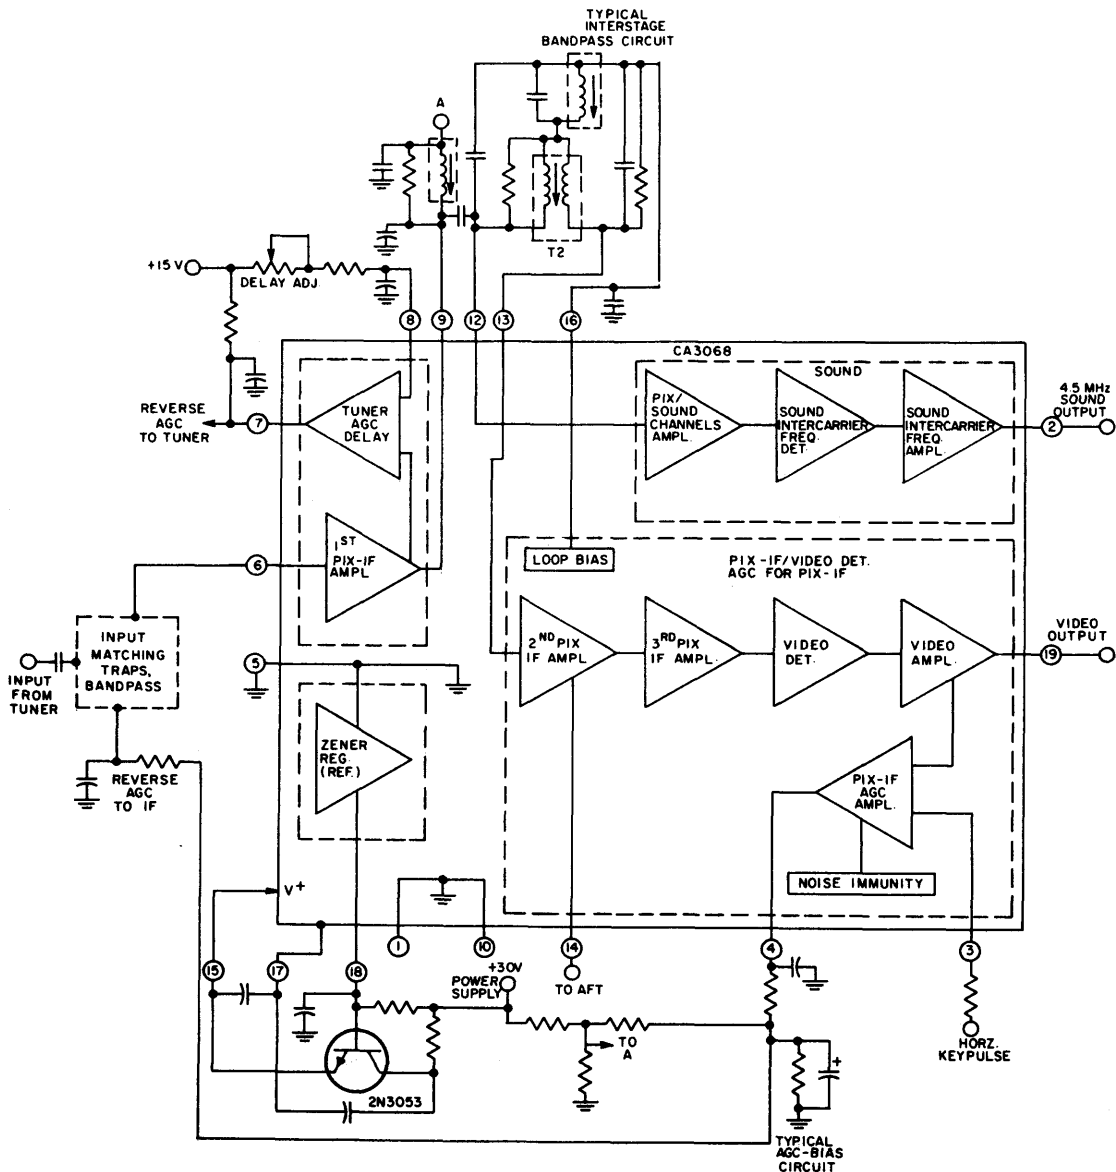 TYPICAL
INTERSTAGE
BANDPASS CIRCUIT
A
T2
+15 V
DELAY ADJ.
8
9
12
13
16
CA3068
REVERSE
AGC
TO TUNER
7
TUNER
AGC
DELAY
SOUND
PIX/
SOUND
CHANNELS
AMPL.
SOUND
INTERCARRIER
FREQ.
DET.
SOUND
INTERCARRIER
FREQ.
AMPL.
4.5 MHz
SOUND
OUTPUT
2
6
1ST
PIX-IF
AMPL
LOOP BIAS
PIX-IF/VIDEO DET.
AGC FOR PIX-IF
INPUT
MATCHING
TRAPS,
BANDPASS
INPUT
FROM
TUNER
5
2ND PIX
IF AMPL.
3RD PIX
IF AMPL.
VIDEO
DET.
VIDEO
AMPL.
VIDEO
OUTPUT
19
ZENER
REG.
(REF.)
REVERSE
AGC
TO IF
PIX-IF
AGC
AMPL.
NOISE IMMUNITY
V+
1
10
14
4
3
15
17
18
+30V
POWER
SUPPLY
TO AFT
TO
A
HORZ.
KEYPULSE
2N3053
+
TYPICAL
AGC-BIAS
CIRCUIT